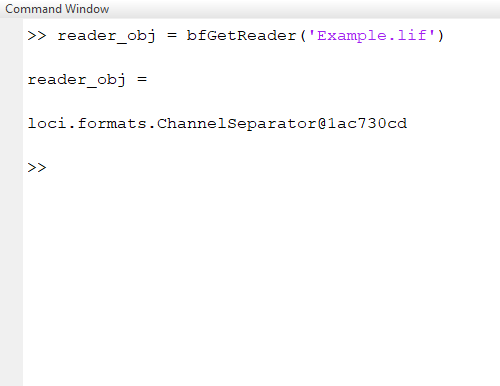 Command Window
>> reader_obj = bfGetReader('Example.lif')
reader_obj =
loci.formats.ChannelSeparator@1ac730cd
>>